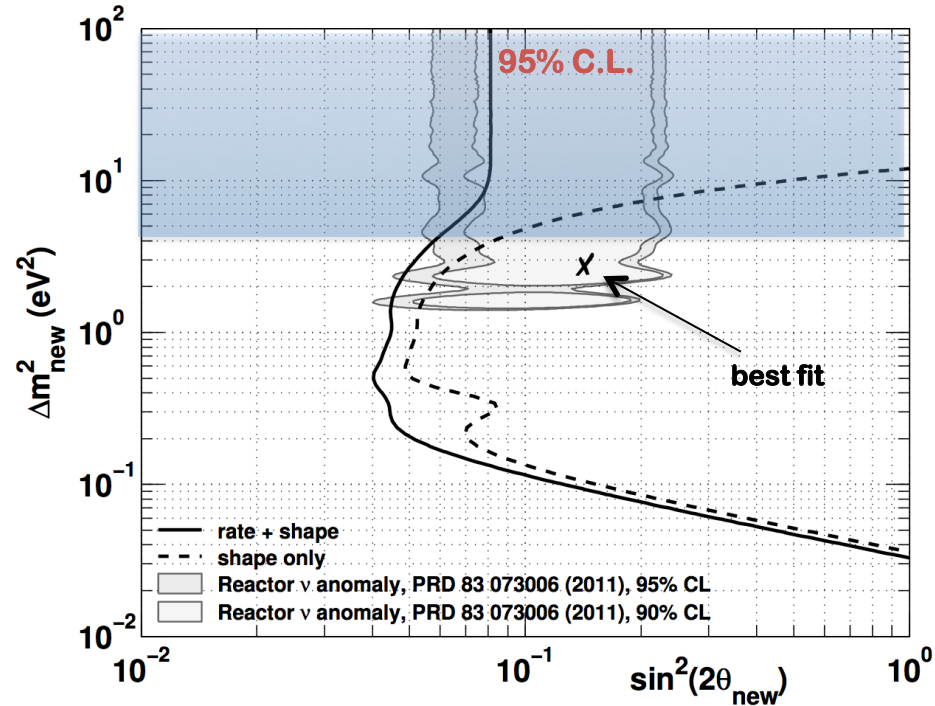 10²
95% C.L.
10¹
Δm²new (eV²)
10⁰
X
best fit
10⁻¹
rate + shape
shape only
Reactor ν anomaly, PRD 83 073006 (2011), 95% CL
Reactor ν anomaly, PRD 83 073006 (2011), 90% CL
10⁻²
10⁻² 10⁻¹ 10⁰
sin²(2θnew)